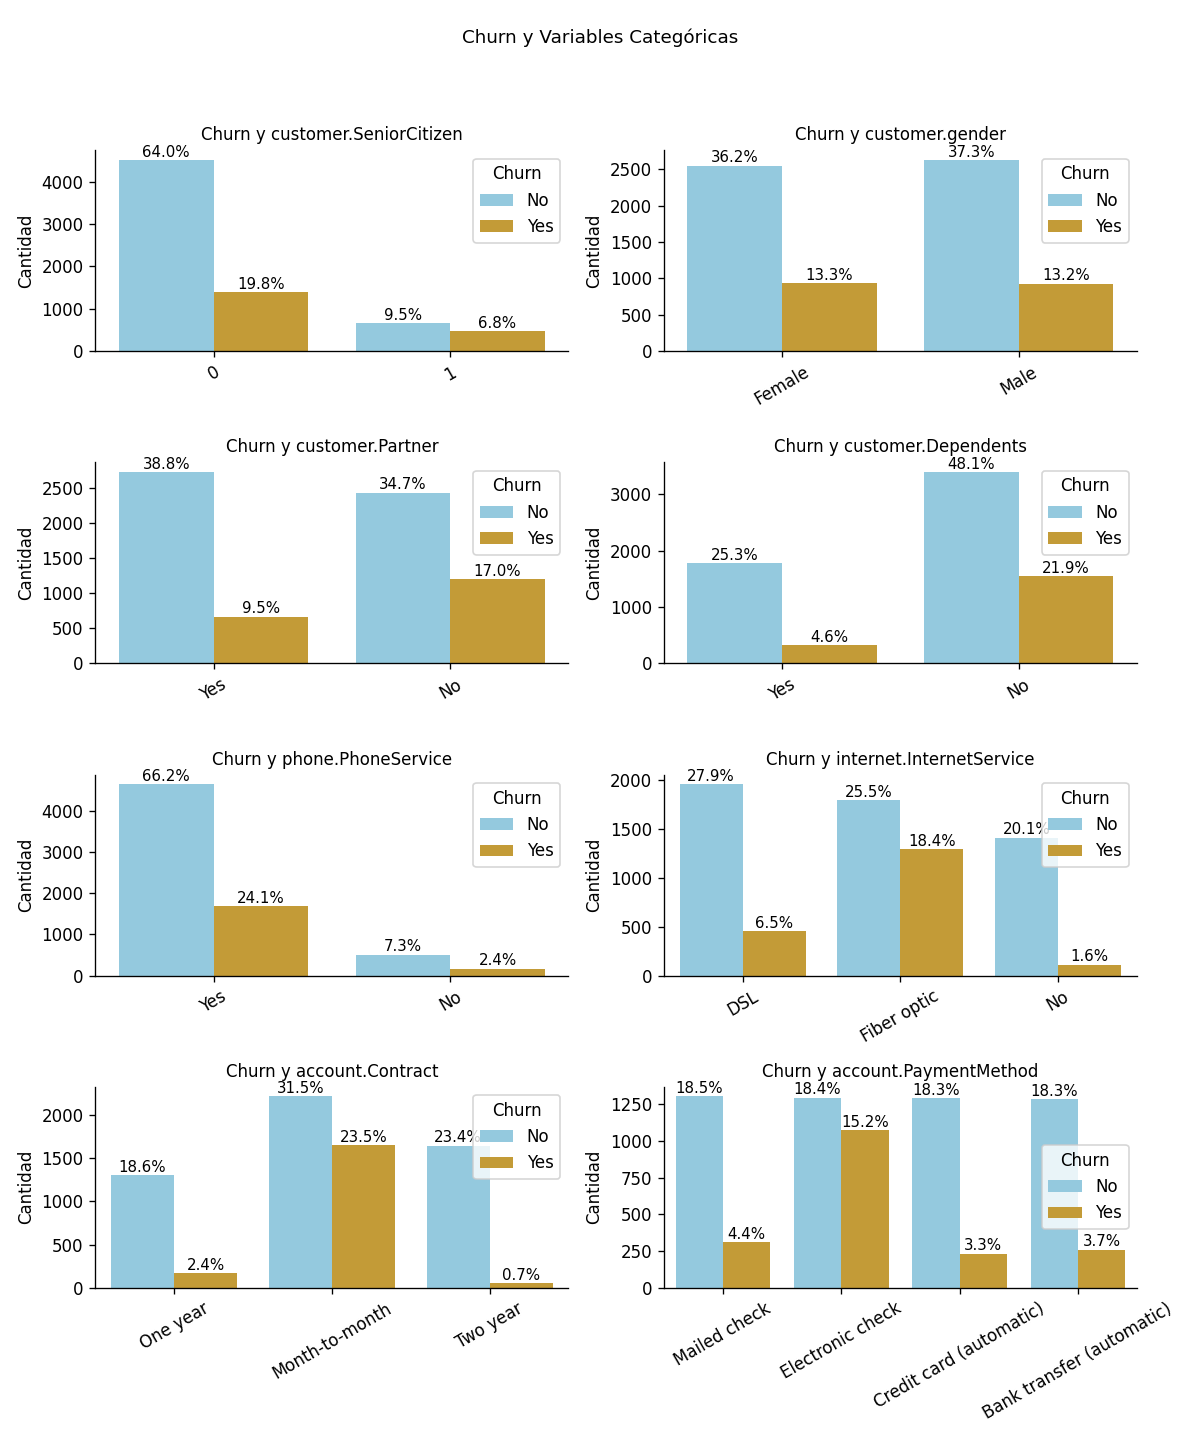 Churn y Variables Categóricas
Churn y customer.SeniorCitizen
64.0%
19.8%
9.5%
6.8%
Churn
No
Yes
Cantidad
4000
3000
2000
1000
0
0
1
Churn y customer.gender
36.2%
13.3%
37.3%
13.2%
Churn
No
Yes
Cantidad
2500
2000
1500
1000
500
0
Female
Male
Churn y customer.Partner
38.8%
9.5%
34.7%
17.0%
Churn
No
Yes
Cantidad
2500
2000
1500
1000
500
0
Yes
No
Churn y customer.Dependents
25.3%
4.6%
48.1%
21.9%
Churn
No
Yes
Cantidad
3000
2000
1000
0
Yes
No
Churn y phone.PhoneService
66.2%
24.1%
7.3%
2.4%
Churn
No
Yes
Cantidad
4000
3000
2000
1000
0
Yes
No
Churn y internet.InternetService
27.9%
6.5%
25.5%
18.4%
20.1%
1.6%
Churn
No
Yes
Cantidad
2000
1500
1000
500
0
DSL
Fiber optic
No
Churn y account.Contract
18.6%
2.4%
31.5%
23.5%
23.4%
0.7%
Churn
No
Yes
Cantidad
2000
1500
1000
500
0
One year
Month-to-month
Two year
Churn y account.PaymentMethod
18.5%
4.4%
18.4%
15.2%
18.3%
3.3%
18.3%
3.7%
Churn
No
Yes
Cantidad
1250
1000
750
500
250
0
Mailed check
Electronic check
Credit card (automatic)
Bank transfer (automatic)